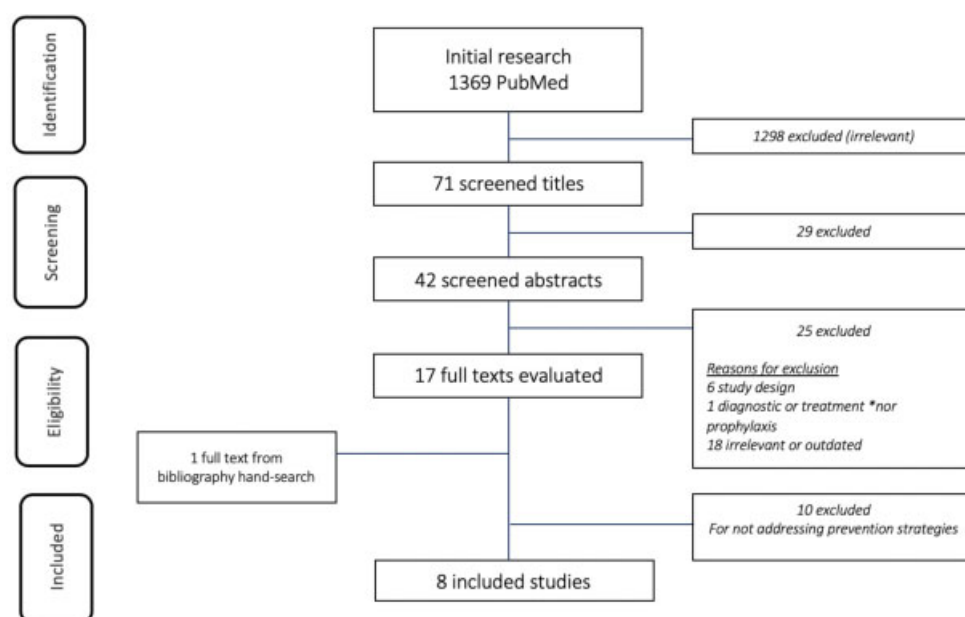 Identification
Initial research
1369 PubMed
1298 excluded (irrelevant)
71 screened titles
Screening
29 excluded
42 screened abstracts
25 excluded
Reasons for exclusion
6 study design
1 diagnostic or treatment *nor
prophylaxis
18 irrelevant or outdated
Eligibility
17 full texts evaluated
1 full text from
bibliography hand-search
10 excluded
For not addressing prevention strategies
Included
8 included studies